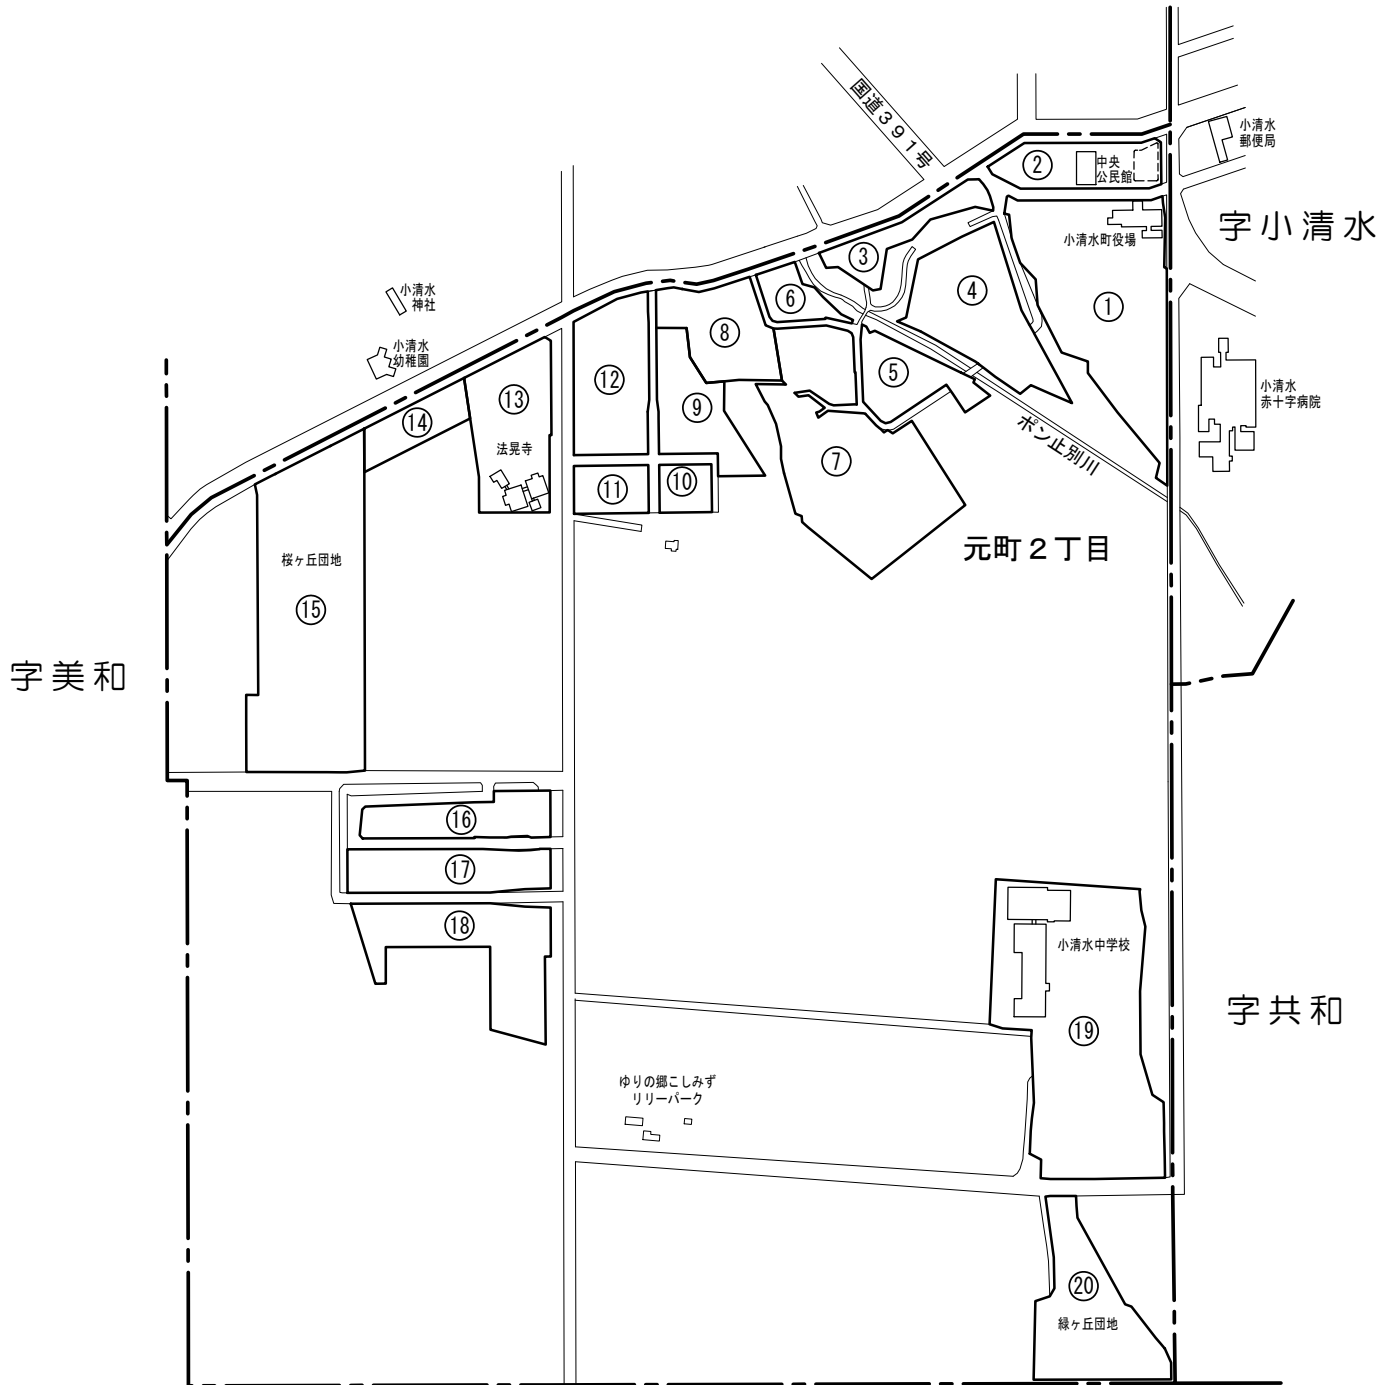 国道３９１号
小清水
郵便局
②
中央
公民館
字小清水
小清水町役場
③
④
①
⑥
小清水
神社
小清水
幼稚園
⑧
⑤
⑫
⑬
⑨
小清水
赤十字病院
⑭
法晃寺
ポン止別川
⑦
⑪
⑩
元町２丁目
桜ヶ丘団地
⑮
字美和
⑯
⑰
⑱
小清水中学校
字共和
⑲
ゆりの郷こしみず
リリーパーク
⑳
緑ヶ丘団地